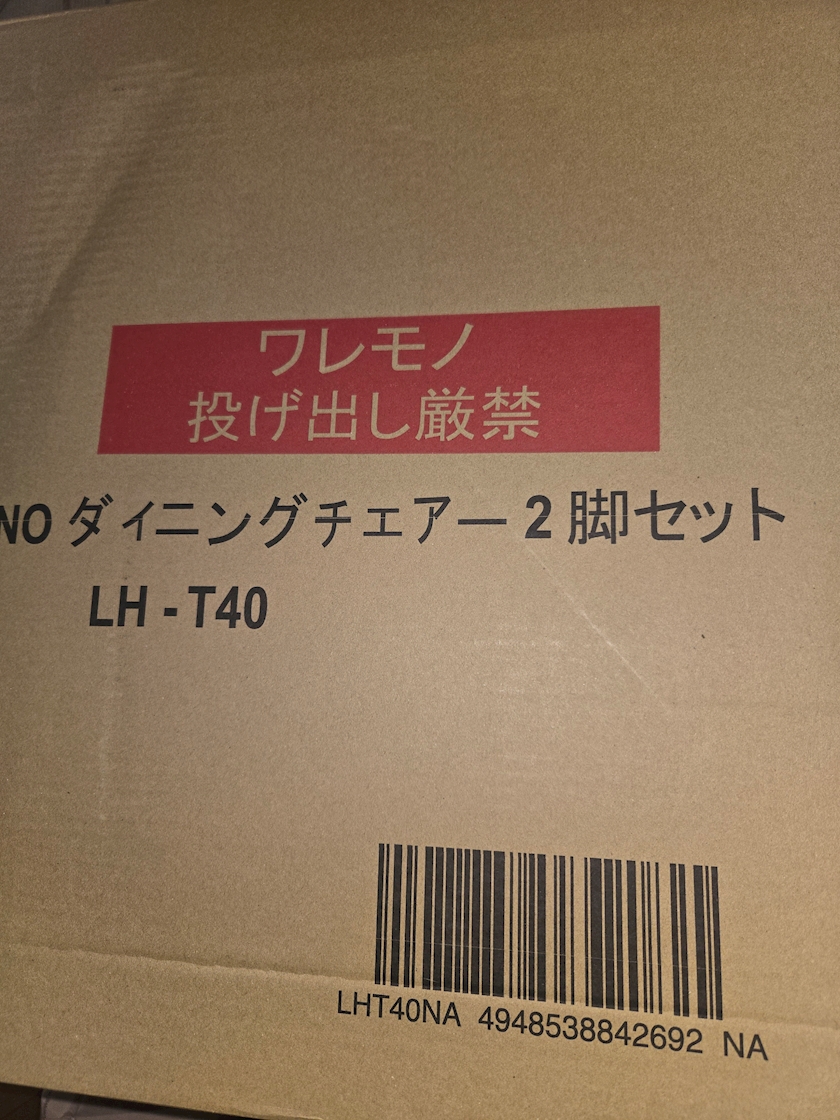 ワレモノ
投げ出し厳禁
NO ダイニングチェアー 2 脚セット
LH - T40
LHT40NA 4948538842692 NA